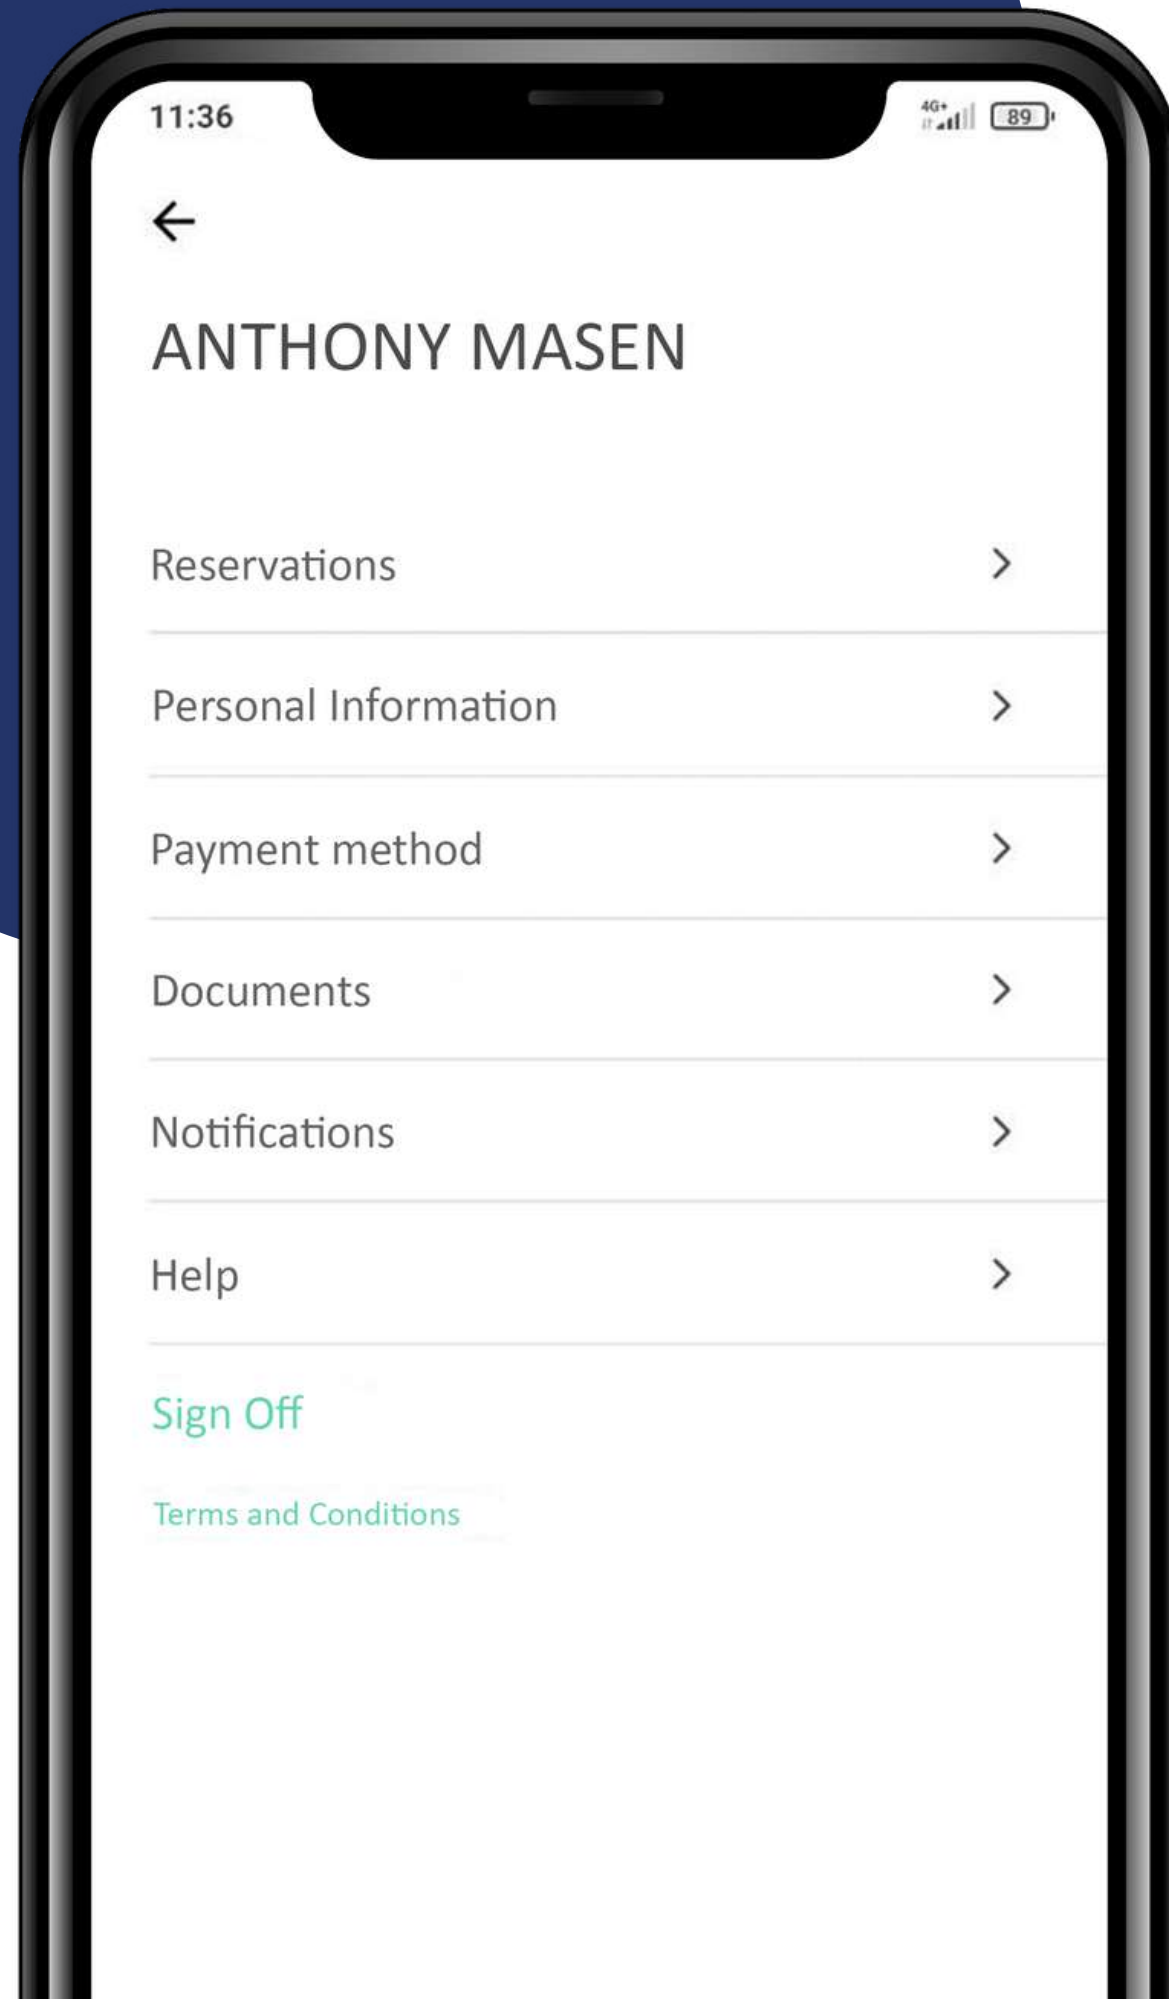 11:36
4G+
89
ANTHONY MASEN
Reservations
Personal Information
Payment method
Documents
Notifications
Help
Sign Off
Terms and Conditions